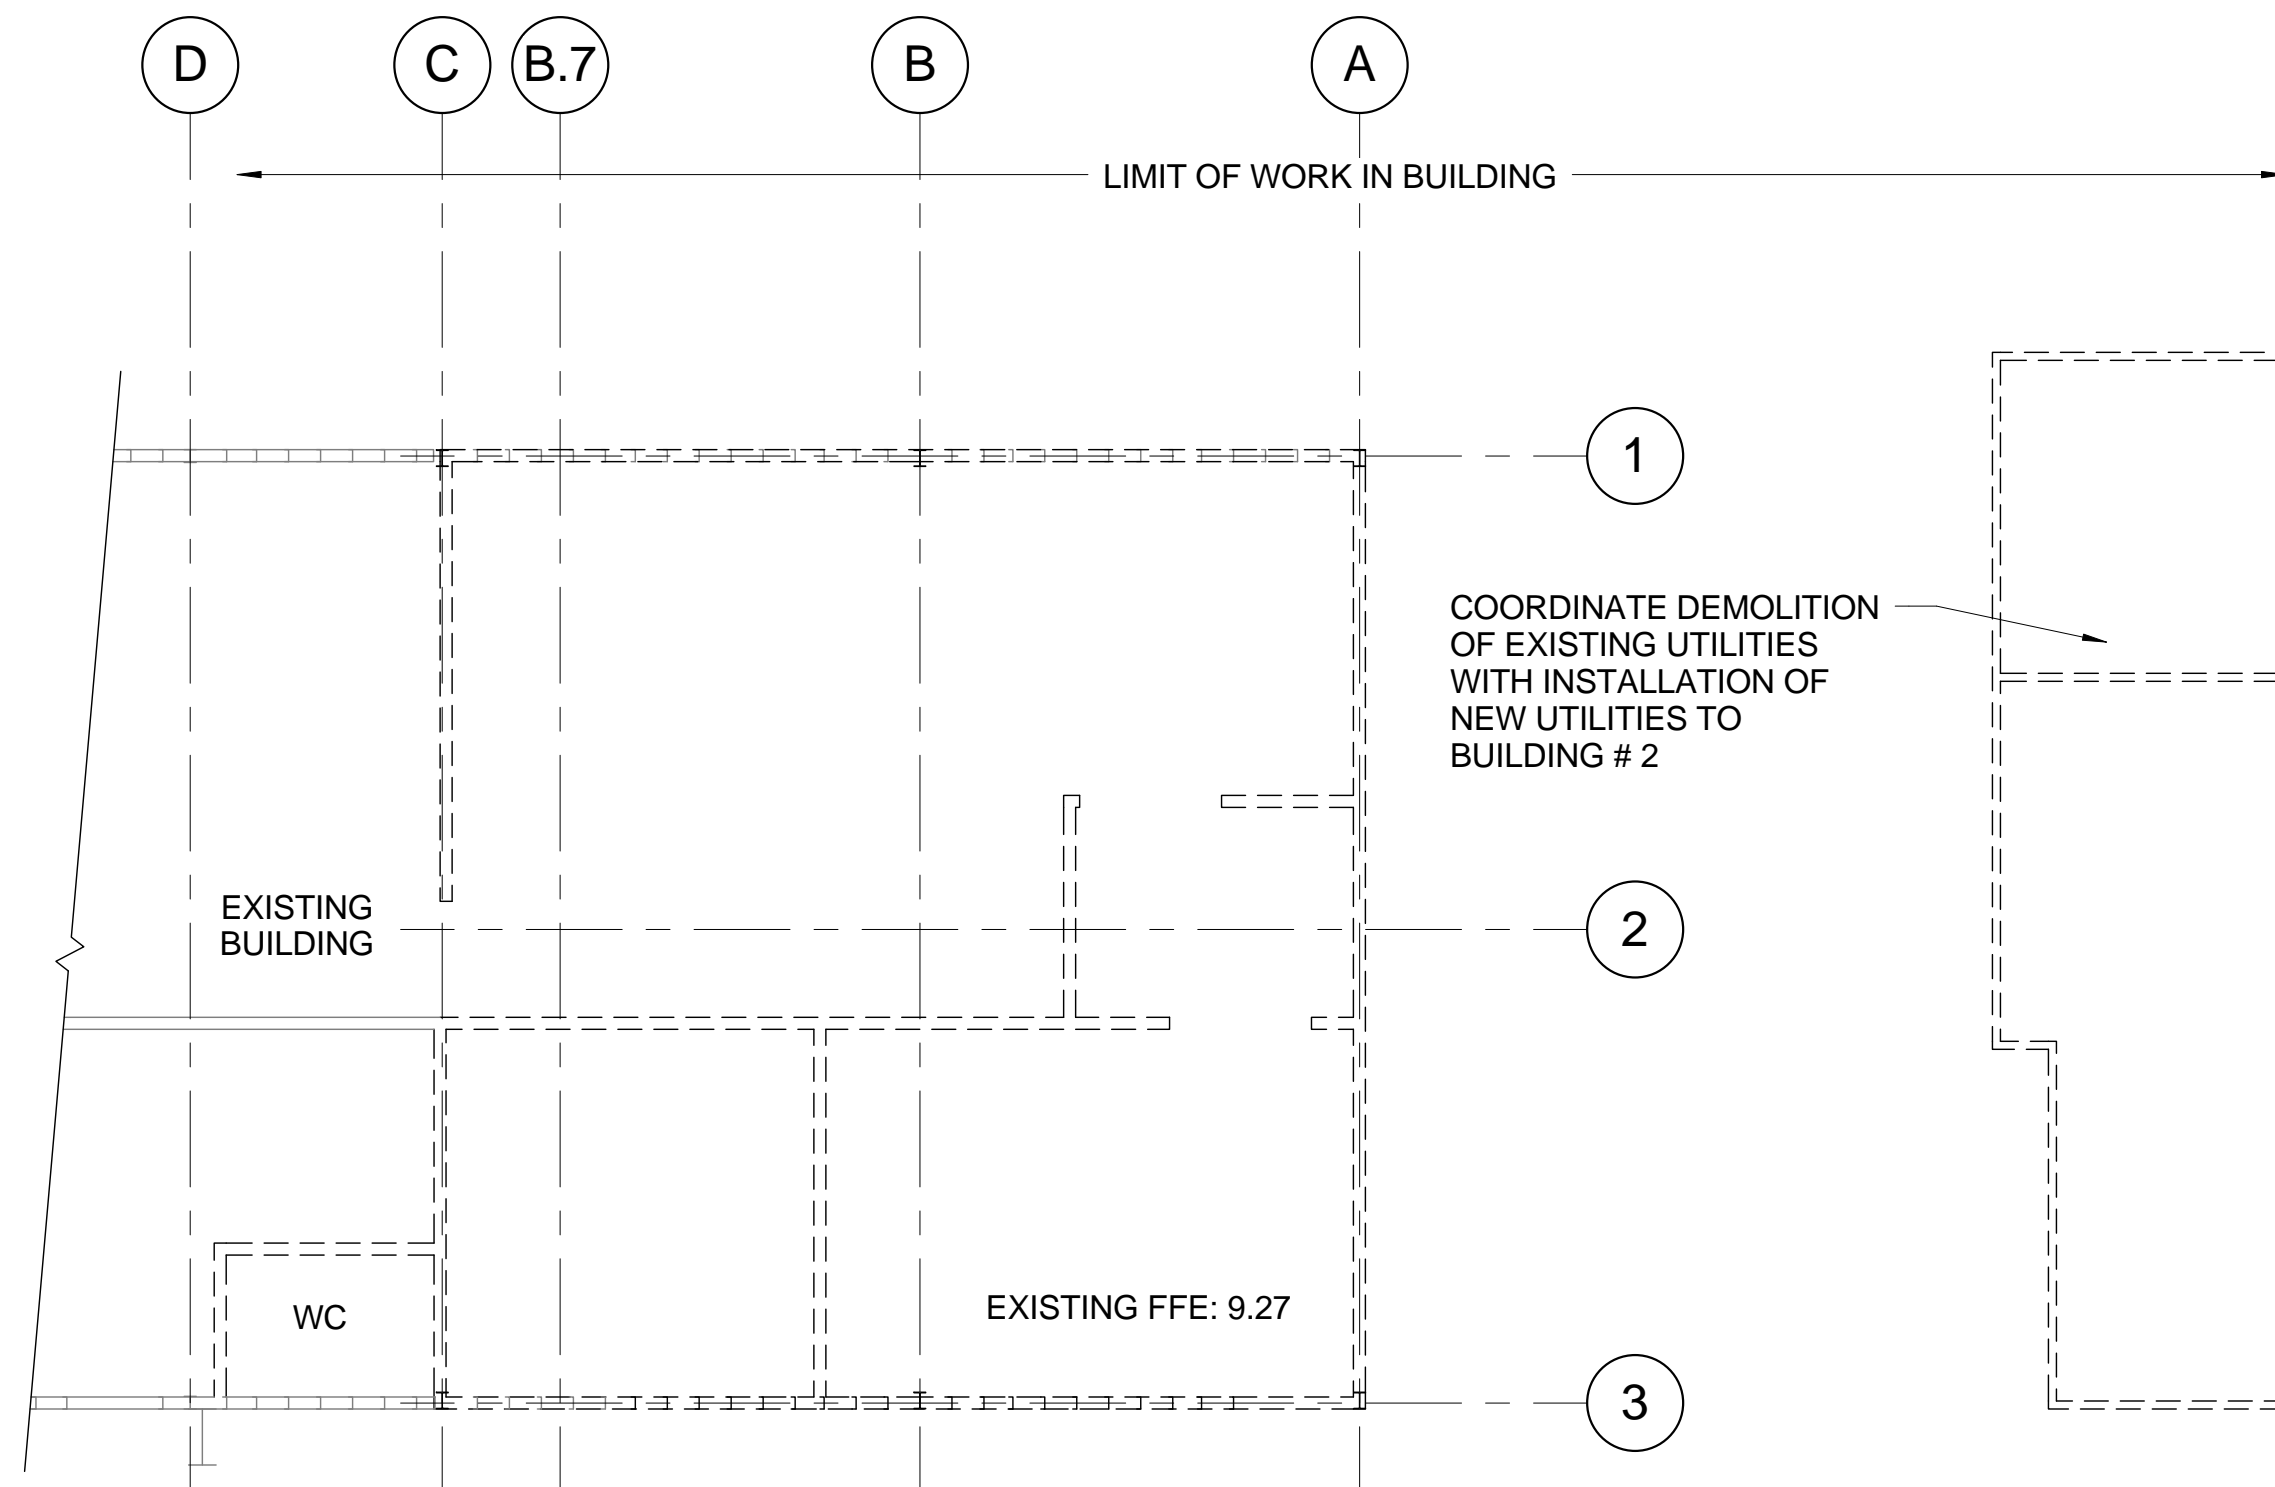 D
C
B.7
B
A
LIMIT OF WORK IN BUILDING
1
COORDINATE DEMOLITION
OF EXISTING UTILITIES
WITH INSTALLATION OF
NEW UTILITIES TO
BUILDING # 2
EXISTING
BUILDING
2
WC
EXISTING FFE: 9.27
3